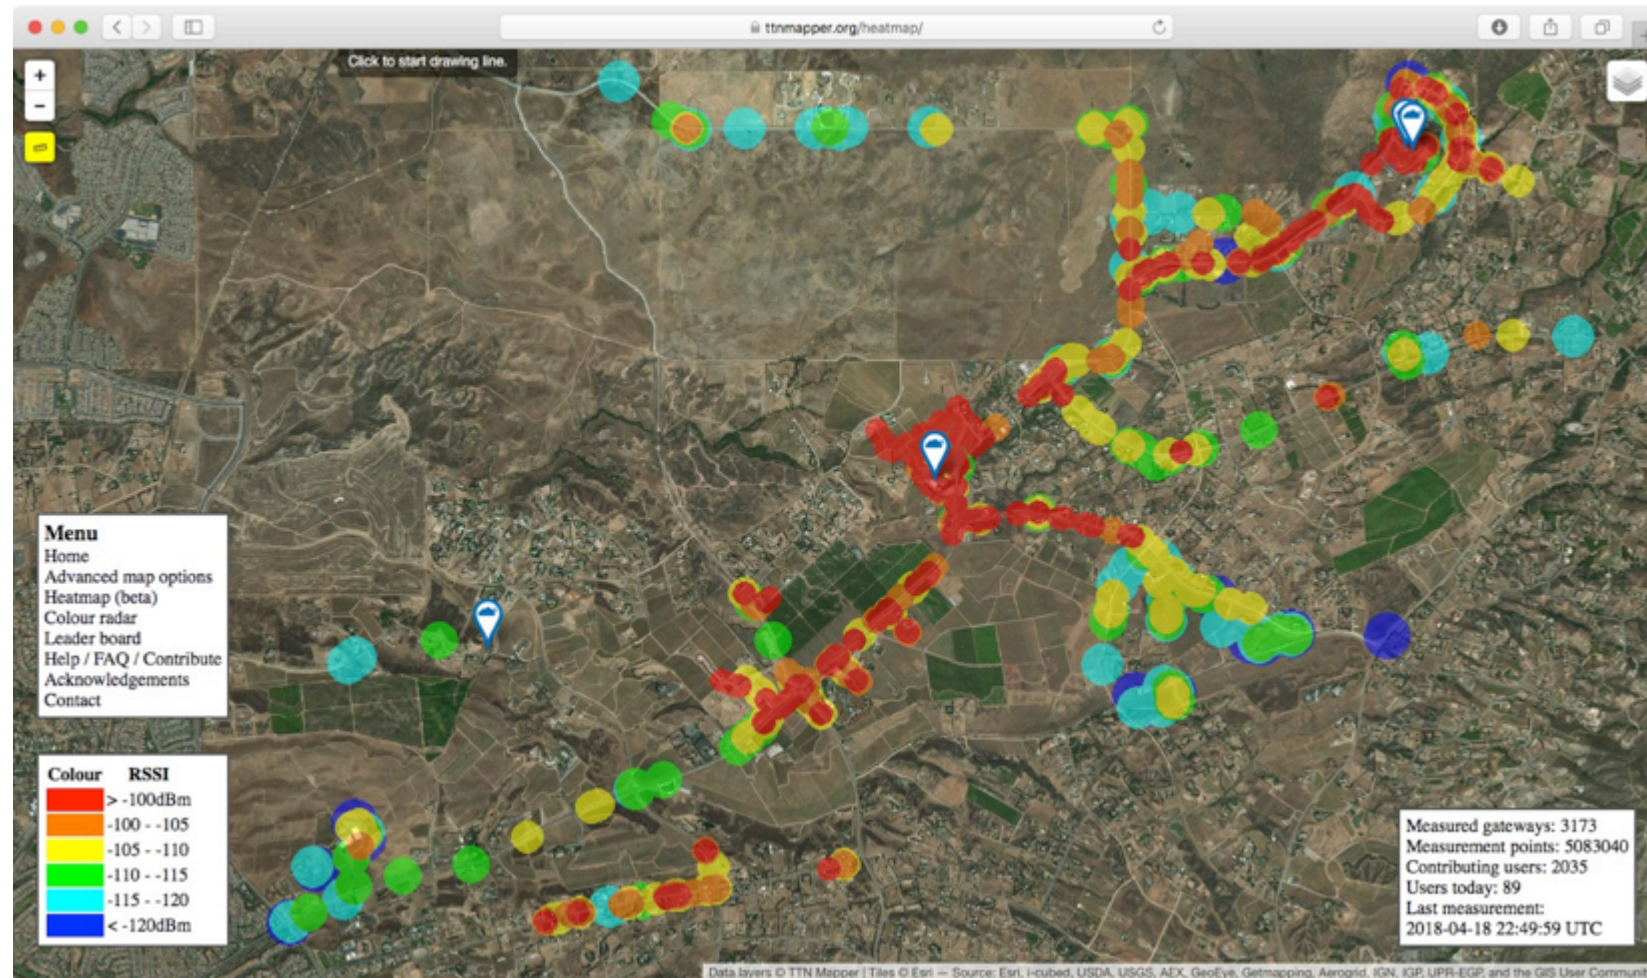 ttnmapper.org/heatmap/
Click to start drawing line.
+
−
Menu
Home
Advanced map options
Heatmap (beta)
Colour radar
Leader board
Help / FAQ / Contribute
Acknowledgements
Contact
Colour RSSI
> -100dBm
-100 - -105
-105 - -110
-110 - -115
-115 - -120
< -120dBm
Measured gateways: 3173
Measurement points: 5083040
Contributing users: 2035
Users today: 89
Last measurement:
2018-04-18 22:49:59 UTC
Data layers © TTN Mapper | Tiles © Esri — Source: Esri, i-cubed, USDA, USGS, AEX, GeoEye, Getmapping, Aerogrid, IGN, IGP, UPR-EGP, and the GIS User Commu